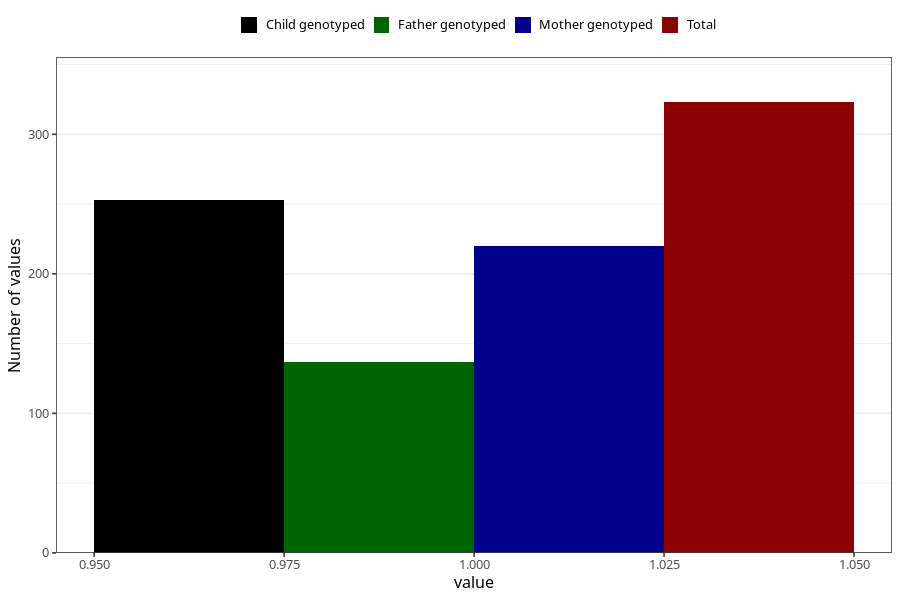 Child genotyped Father genotyped Mother genotyped Total
Number of values
300
200
100
0
0.950 0.975 1.000 1.025 1.050
value